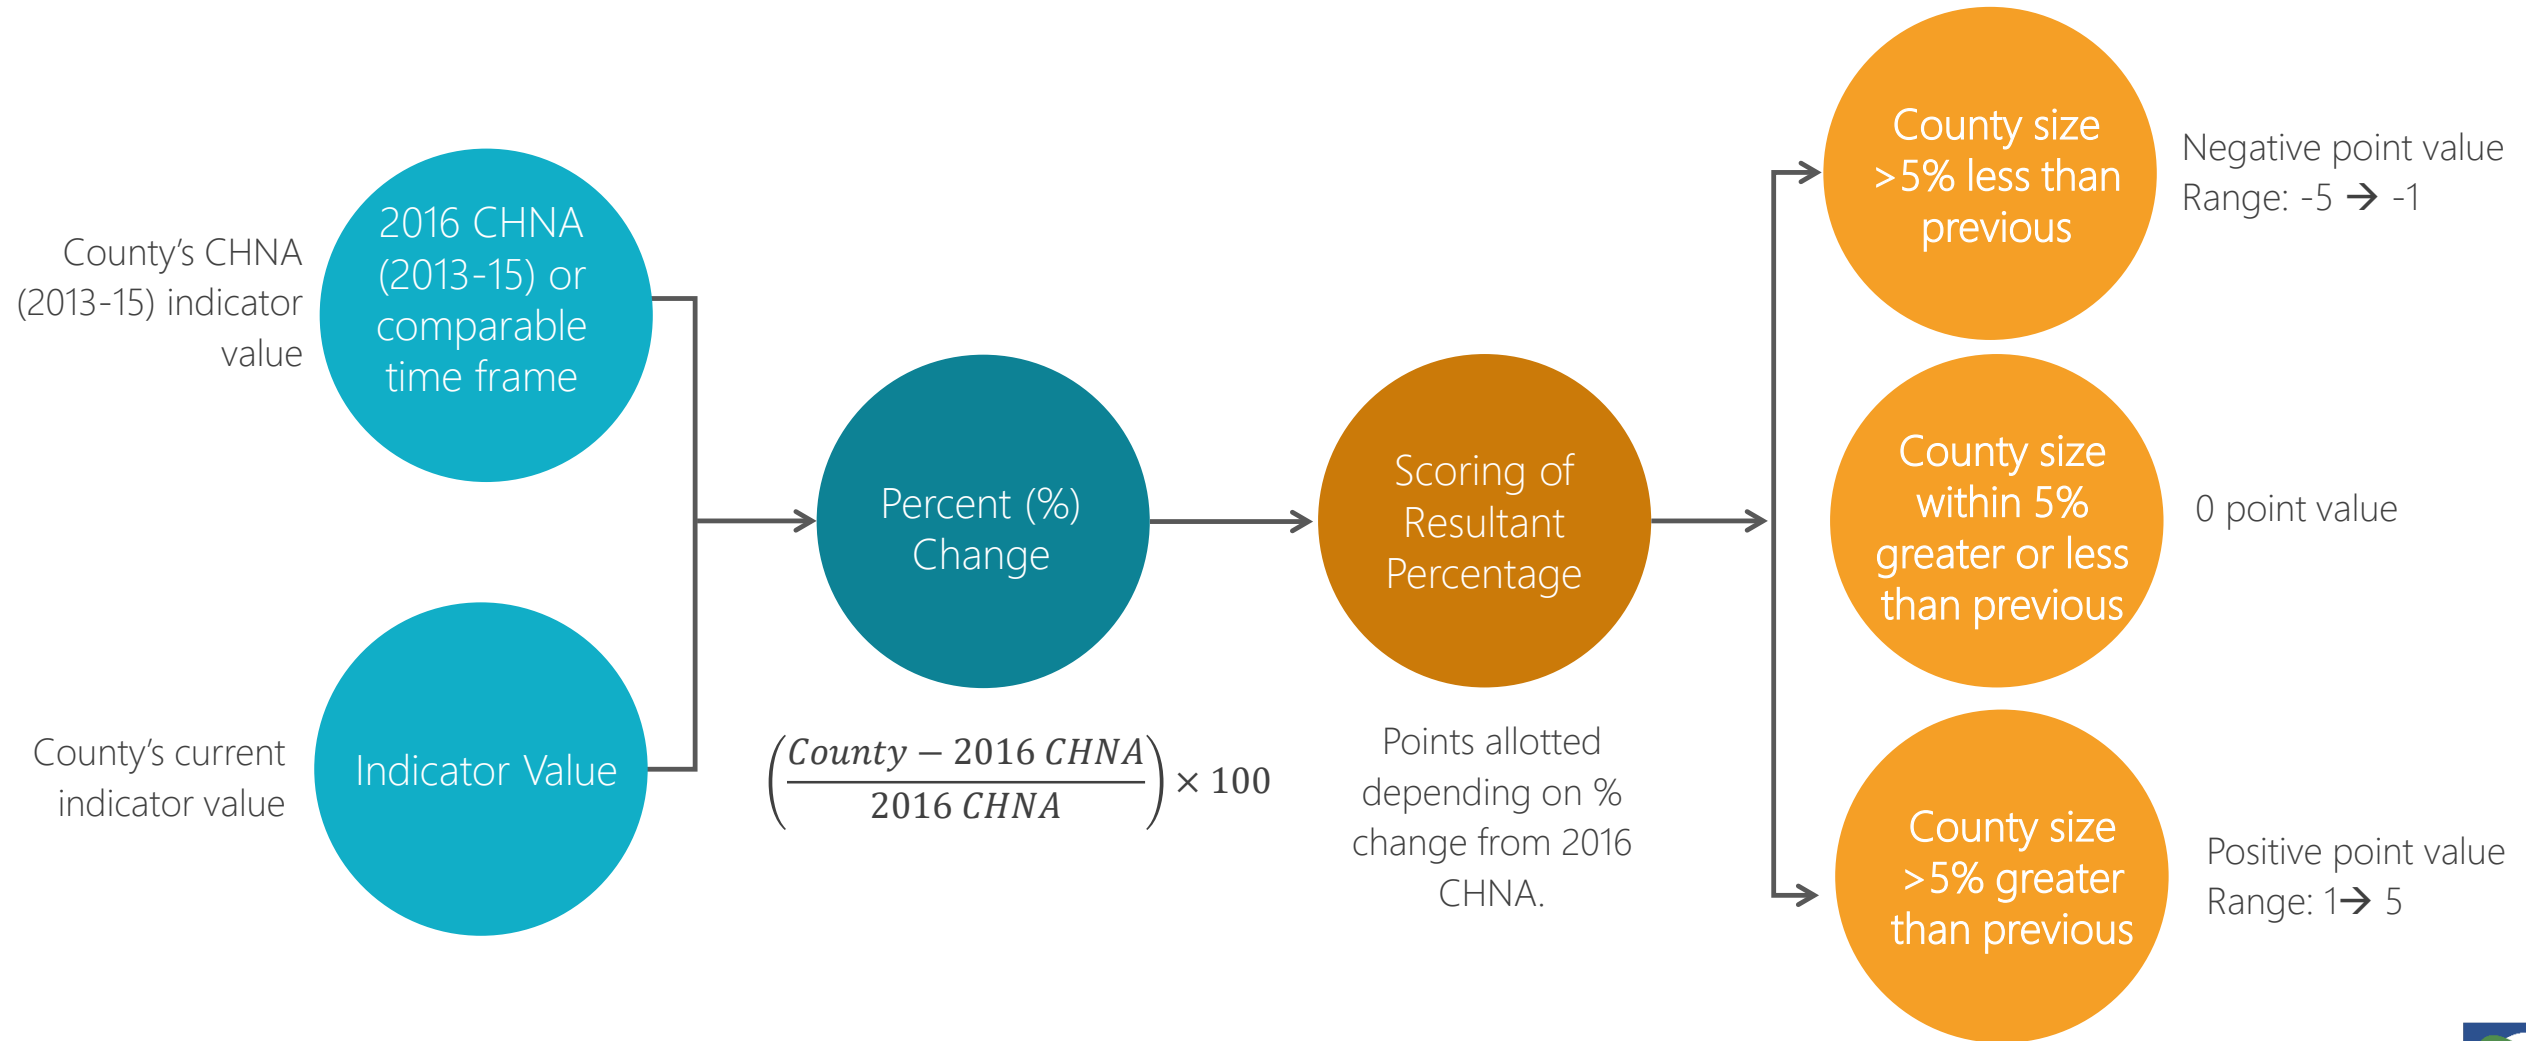 County's CHNA
(2013-15) indicator
value
2016 CHNA
(2013-15) or
comparable
time frame
County's current
indicator value
Indicator Value
Percent (%)
Change
(County – 2016 CHNA / 2016 CHNA) × 100
Scoring of
Resultant
Percentage
Points allotted
depending on %
change from 2016
CHNA.
County size
>5% less than
previous
Negative point value
Range: -5 → -1
County size
within 5%
greater or less
than previous
0 point value
County size
>5% greater
than previous
Positive point value
Range: 1→ 5